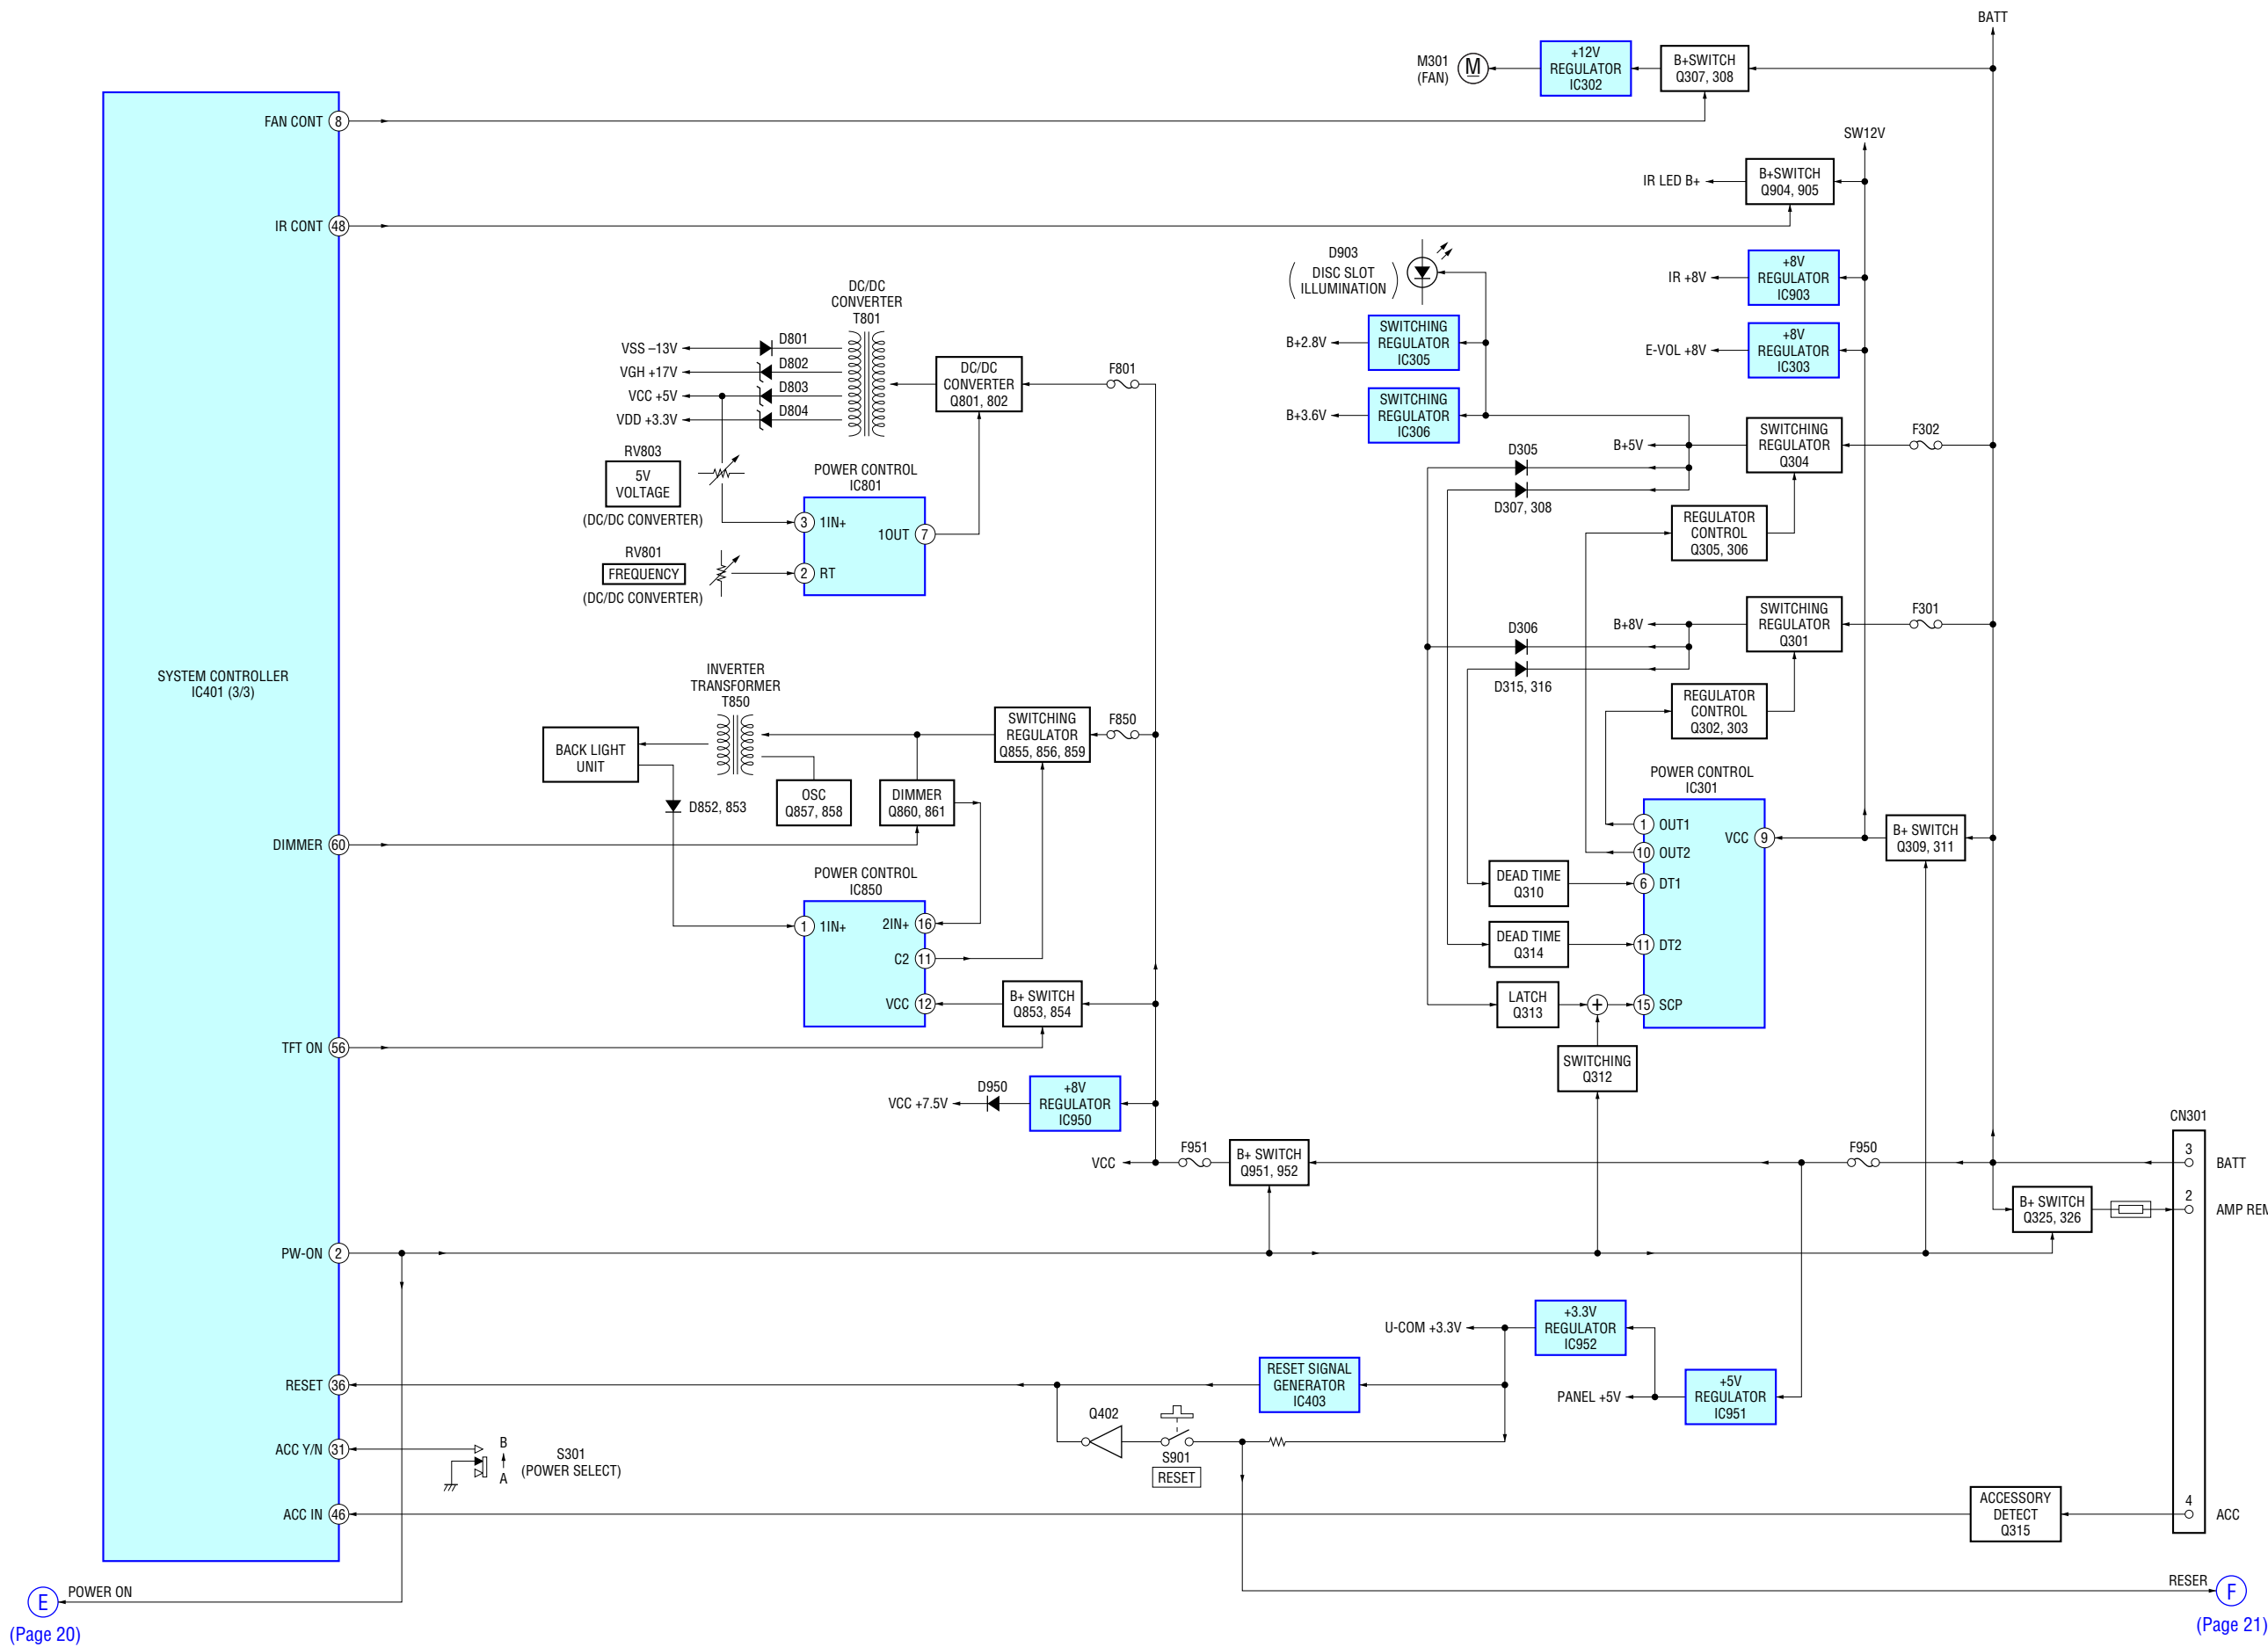 BATT
M301
(FAN)
M
+12V
REGULATOR
IC302
B+SWITCH
Q307, 308
FAN CONT 8
SW12V
IR LED B+
B+SWITCH
Q904, 905
IR CONT 48
D903
( DISC SLOT
ILLUMINATION )
IR +8V
+8V
REGULATOR
IC903
DC/DC
CONVERTER
T801
VSS –13V
D801
VGH +17V
D802
VCC +5V
D803
VDD +3.3V
D804
DC/DC
CONVERTER
Q801, 802
F801
B+2.8V
SWITCHING
REGULATOR
IC305
E-VOL +8V
+8V
REGULATOR
IC303
B+3.6V
SWITCHING
REGULATOR
IC306
B+5V
SWITCHING
REGULATOR
Q304
F302
D305
D307, 308
RV803
5V
VOLTAGE
(DC/DC CONVERTER)
POWER CONTROL
IC801
3 1IN+
1OUT 7
2 RT
RV801
FREQUENCY
(DC/DC CONVERTER)
REGULATOR
CONTROL
Q305, 306
B+8V
SWITCHING
REGULATOR
Q301
F301
D306
D315, 316
REGULATOR
CONTROL
Q302, 303
SYSTEM CONTROLLER
IC401 (3/3)
INVERTER
TRANSFORMER
T850
BACK LIGHT
UNIT
SWITCHING
REGULATOR
Q855, 856, 859
F850
D852, 853
OSC
Q857, 858
DIMMER
Q860, 861
POWER CONTROL
IC301
1 OUT1
10 OUT2
6 DT1
11 DT2
15 SCP
VCC 9
B+ SWITCH
Q309, 311
DIMMER 60
POWER CONTROL
IC850
1 1IN+
2IN+ 16
C2 11
VCC 12
B+ SWITCH
Q853, 854
DEAD TIME
Q310
DEAD TIME
Q314
LATCH
Q313
+
SWITCHING
Q312
TFT ON 56
VCC +7.5V
D950
+8V
REGULATOR
IC950
VCC
F951
B+ SWITCH
Q951, 952
F950
CN301
3
BATT
2
AMP REM
B+ SWITCH
Q325, 326
PW-ON 2
U-COM +3.3V
+3.3V
REGULATOR
IC952
RESET 36
RESET SIGNAL
GENERATOR
IC403
PANEL +5V
+5V
REGULATOR
IC951
Q402
S901
RESET
ACC Y/N 31
B
A
S301
(POWER SELECT)
ACC IN 46
ACCESSORY
DETECT
Q315
4
ACC
E
POWER ON
(Page 20)
RESER
F
(Page 21)